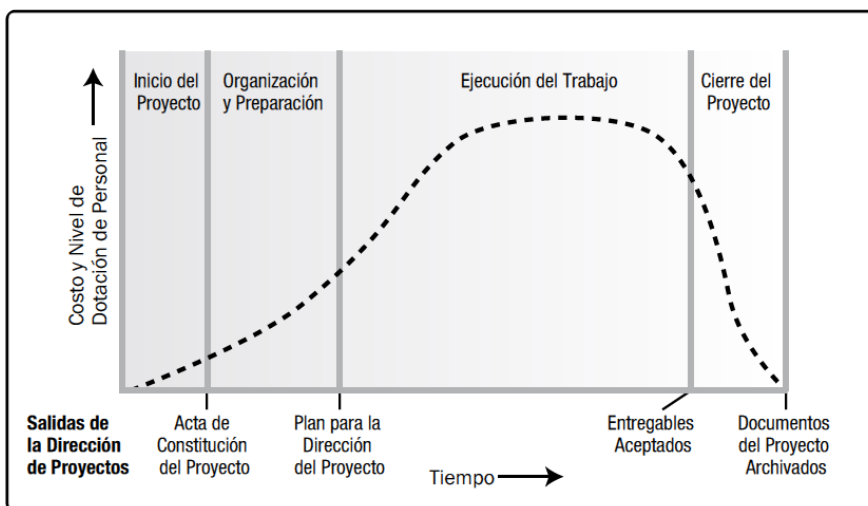 Inicio del
Proyecto
Organización
y Preparación
Ejecución del Trabajo
Cierre del
Proyecto
Costo y Nivel de
Dotación de Personal
Salidas de
la Dirección
de Proyectos
Acta de
Constitución
del Proyecto
Plan para la
Dirección
del Proyecto
Entregables
Aceptados
Documentos
del Proyecto
Archivados
Tiempo